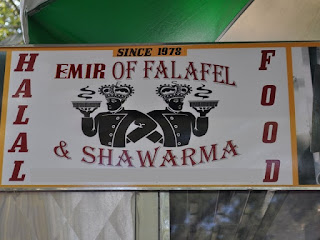 SINCE 1978
HALAL
EMIR OF FALAFEL
& SHAWARMA
FOOD